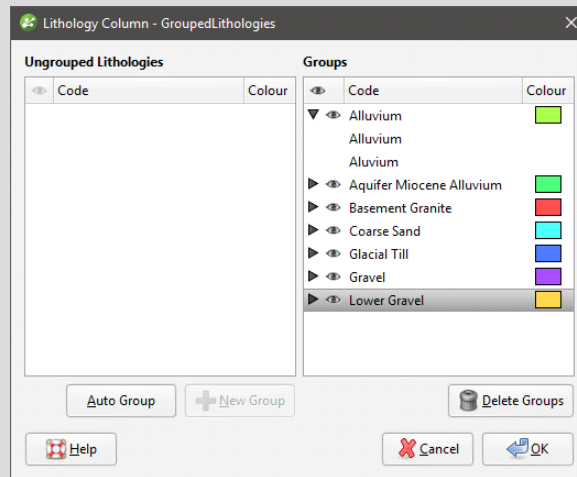 Lithology Column - GroupedLithologies
Ungrouped Lithologies
Groups
Code Colour
Code Colour
Alluvium
Alluvium
Aluvium
Aquifer Miocene Alluvium
Basement Granite
Coarse Sand
Glacial Till
Gravel
Lower Gravel
Auto Group
New Group
Delete Groups
Help
Cancel
OK